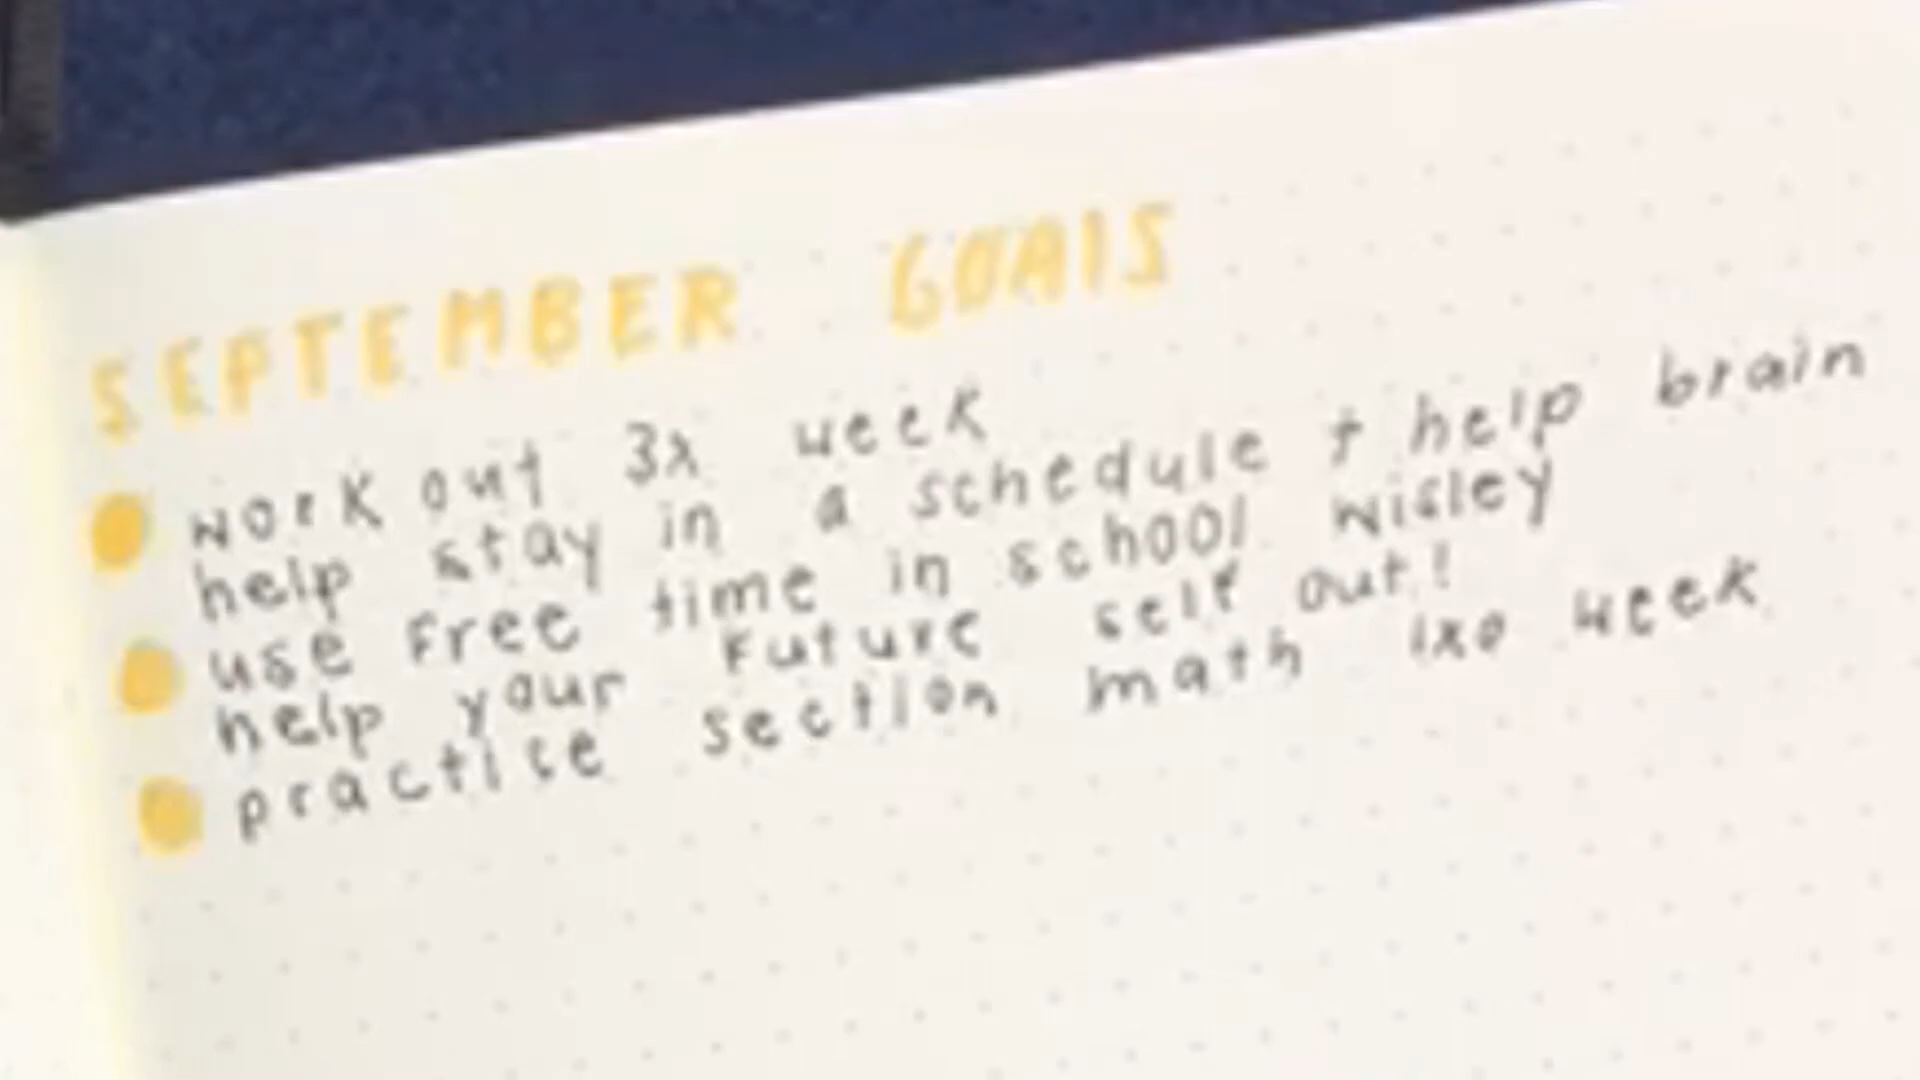 SEPTEMBER GOALS
work out 3x week
help stay in a schedule + help brain
use free time in school wisley
help your future self out!
practice section math 1x a week